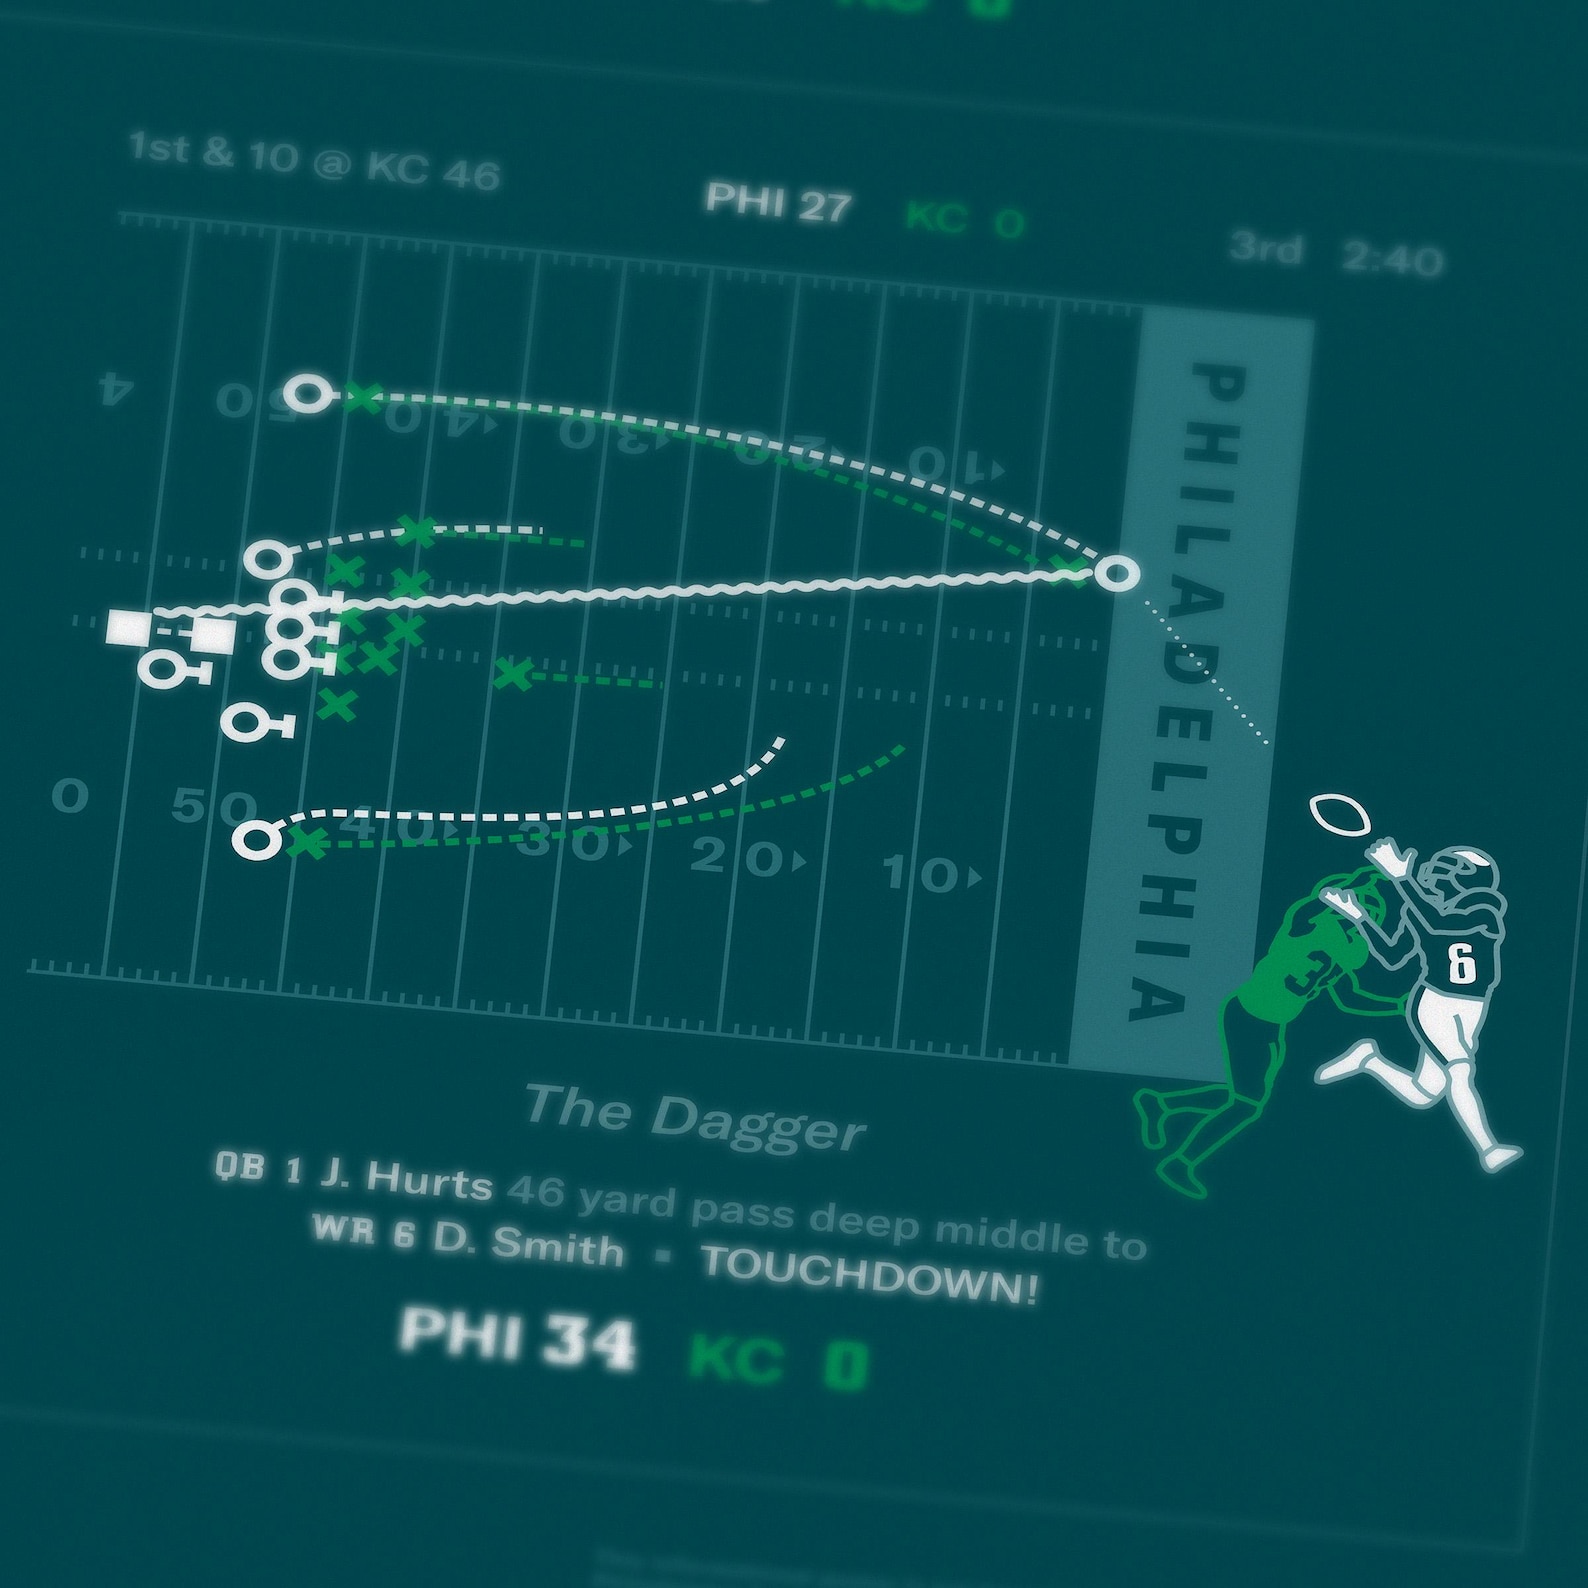 KC 0
1st & 10 @ KC 46
PHI 27 KC 0
3rd 2:40
4 5 0 4 0 3 0 2 0 1 0
PHILADELPHIA
0 5 0 4 0 3 0 2 0 1 0
3
6
The Dagger
QB 1 J. Hurts 46 yard pass deep middle to
WR 6 D. Smith ▪ TOUCHDOWN!
PHI 34 KC 0